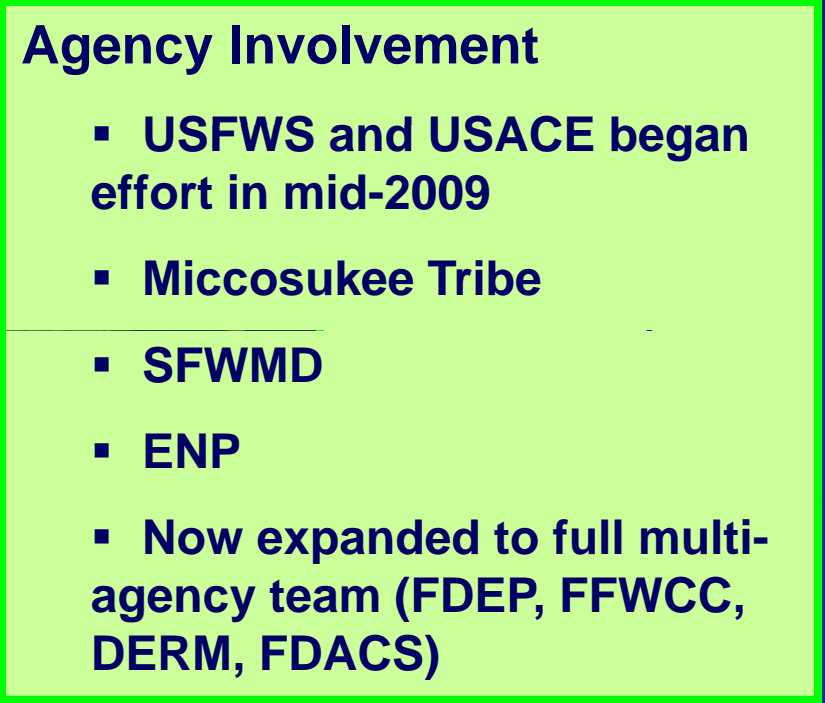 Agency Involvement
▪ USFWS and USACE began
effort in mid-2009
▪ Miccosukee Tribe
▪ SFWMD
▪ ENP
▪ Now expanded to full multi-
agency team (FDEP, FFWCC,
DERM, FDACS)